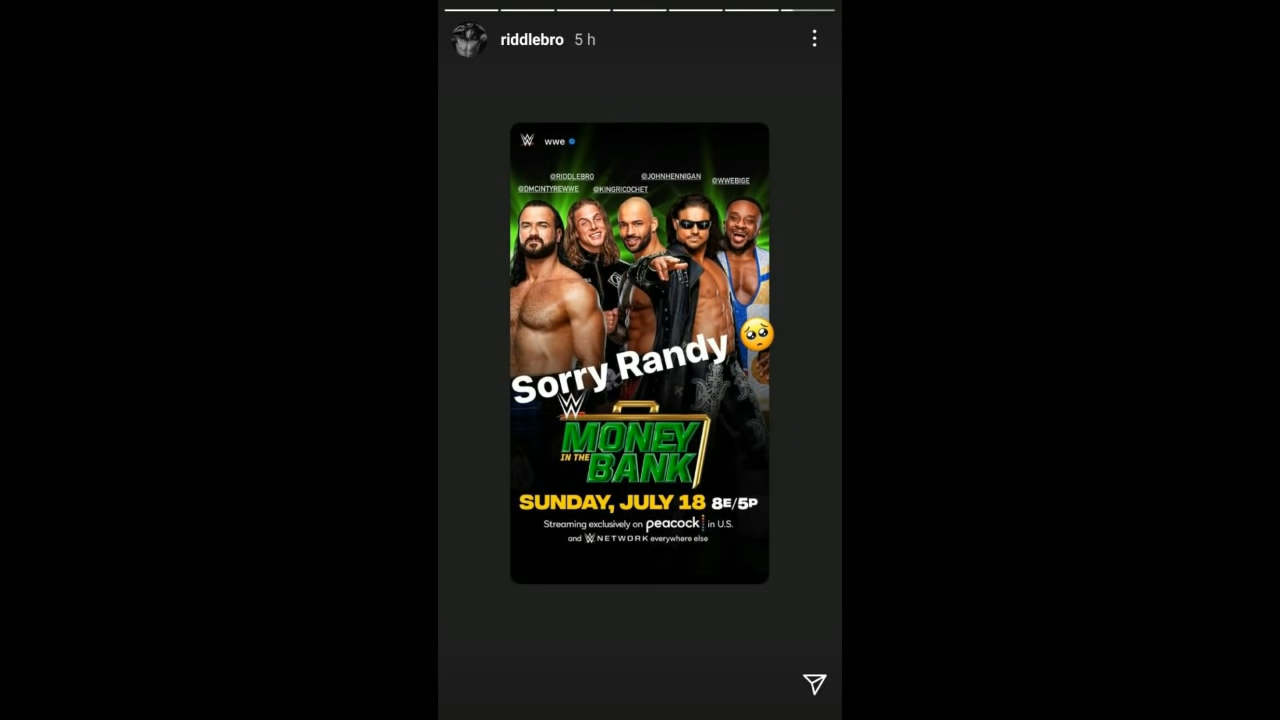 riddlebro 5 h
wwe
@RIDDLEBRO @JOHNHENNIGAN @WWEBIGE
@DMCINTYREWWE @KINGRICOCHET
Sorry Randy 🥺
MONEY
IN THE BANK
SUNDAY, JULY 18 8E/5P
Streaming exclusively on peacock in U.S.
and W NETWORK everywhere else